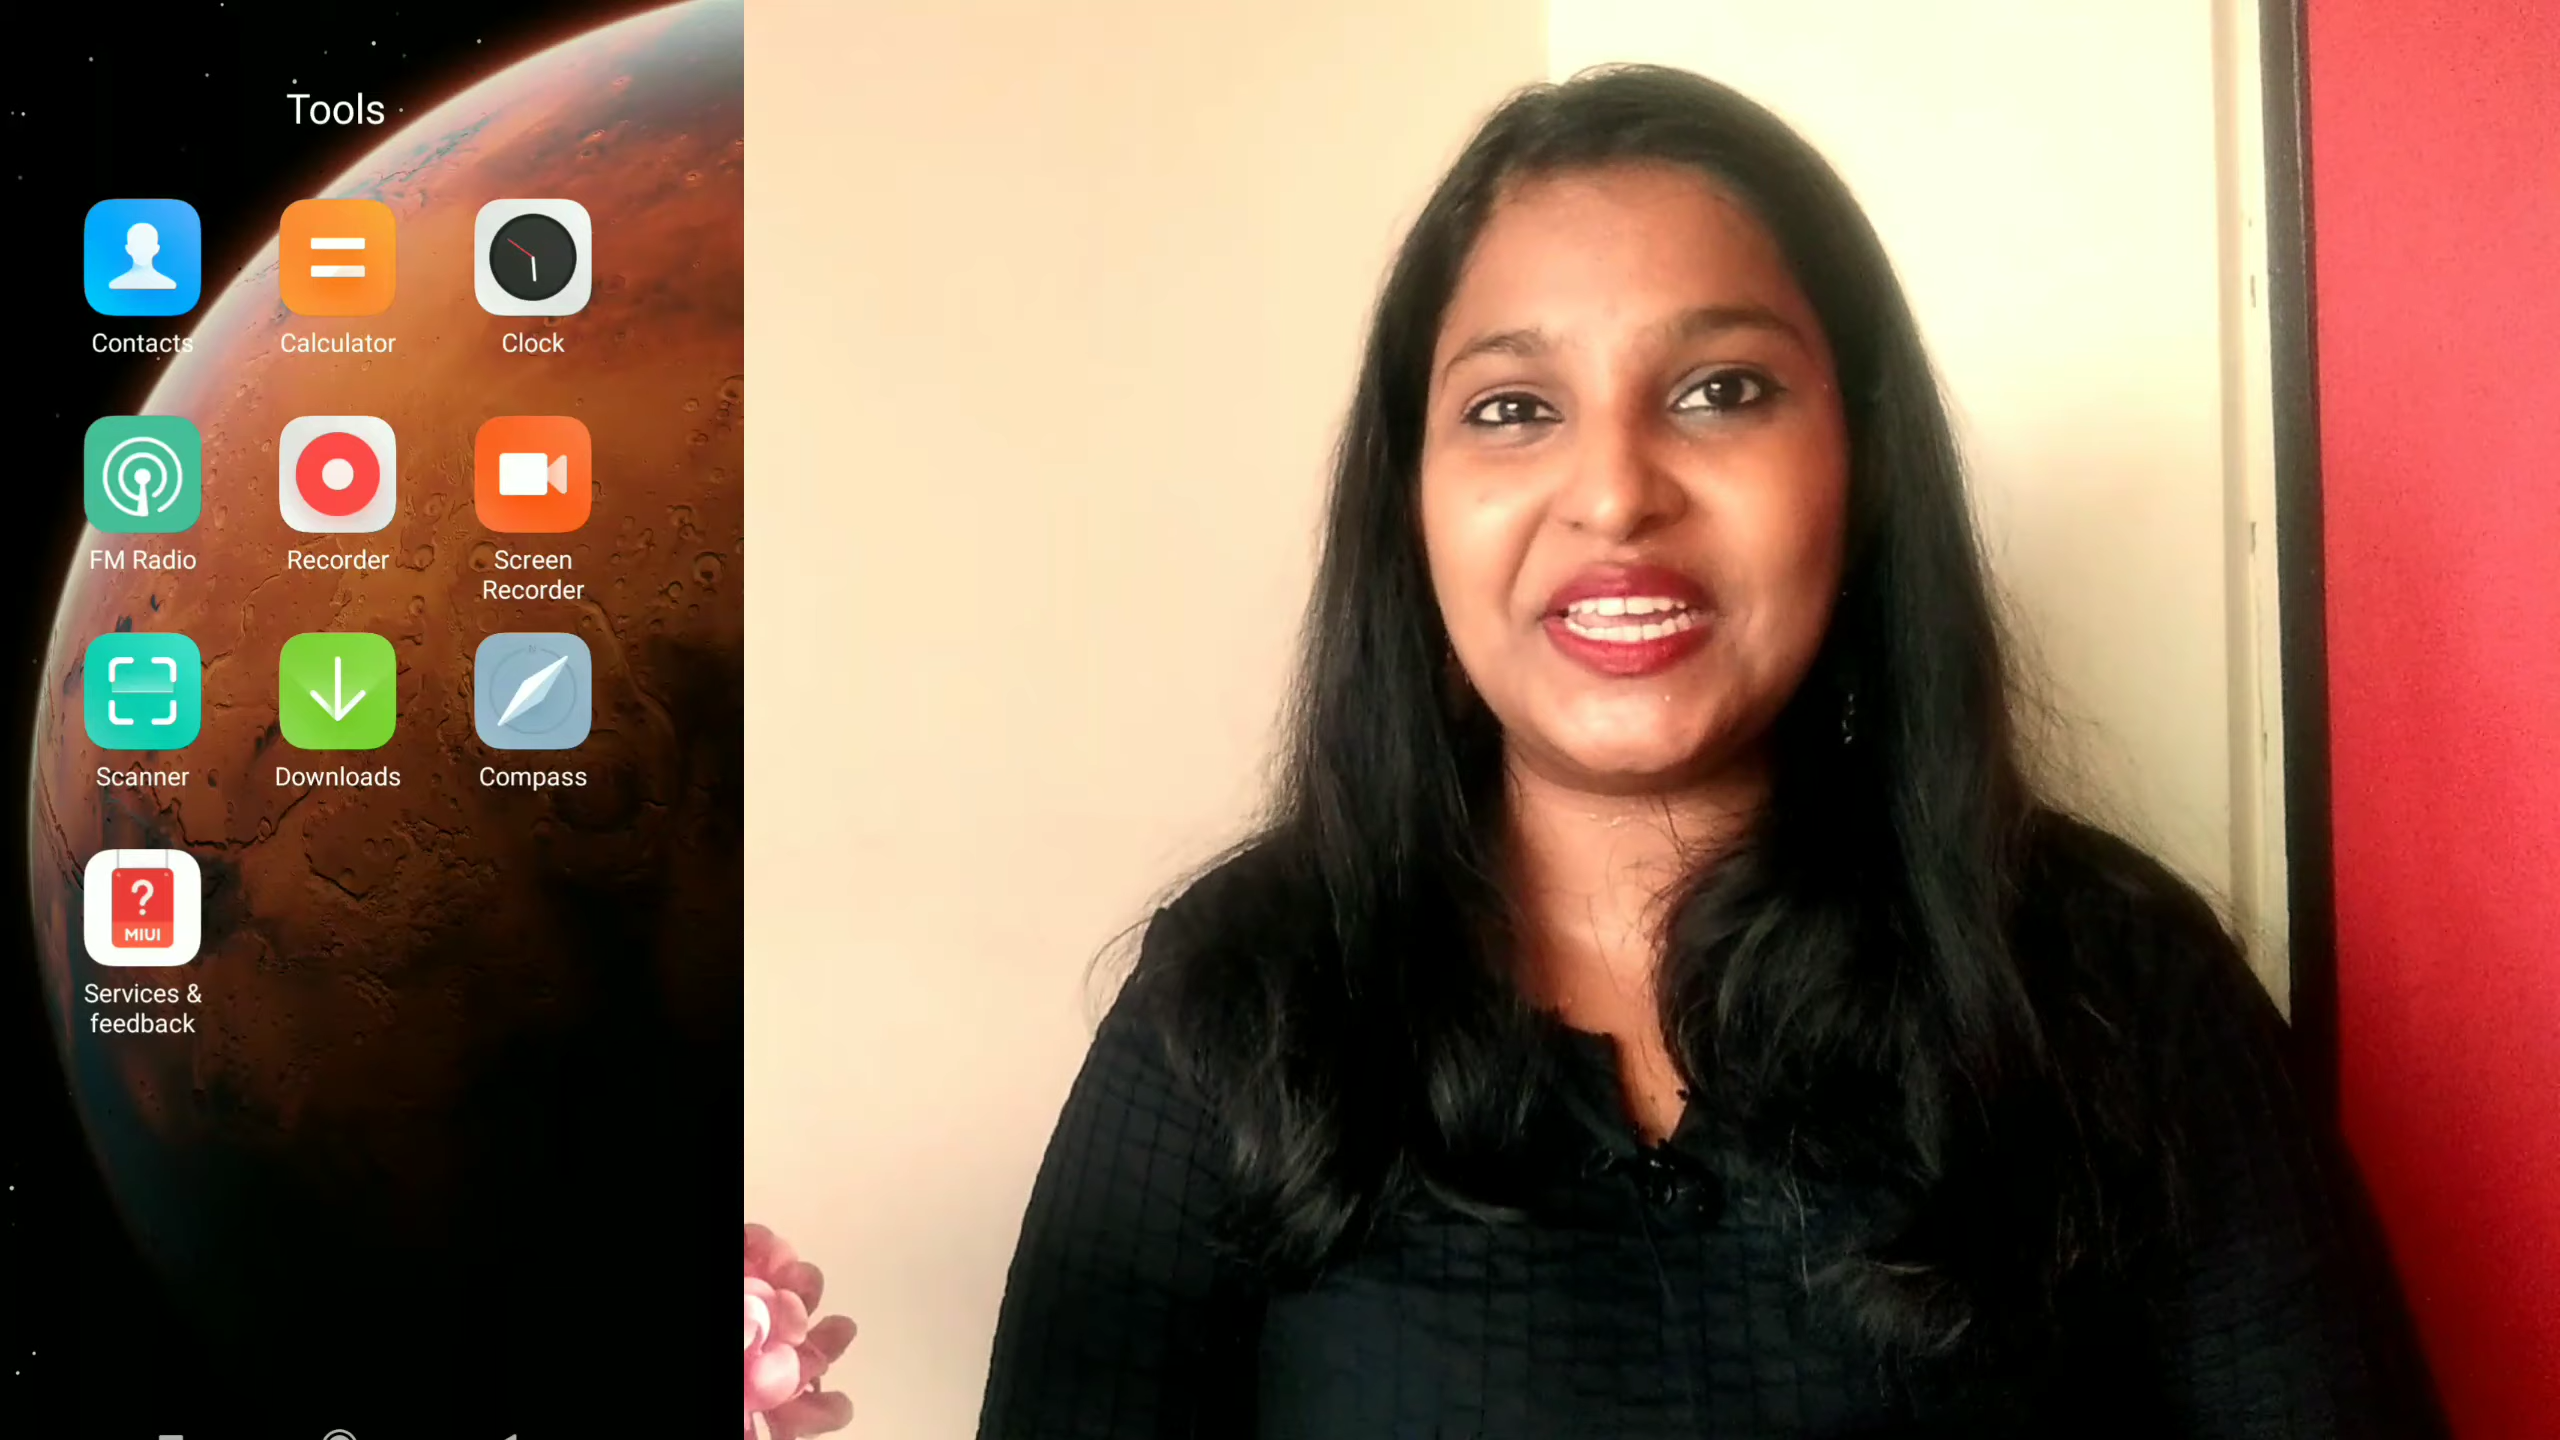 Tools
Contacts
Calculator
Clock
FM Radio
Recorder
Screen
Recorder
Scanner
Downloads
Compass
?
MIUI
Services &
feedback